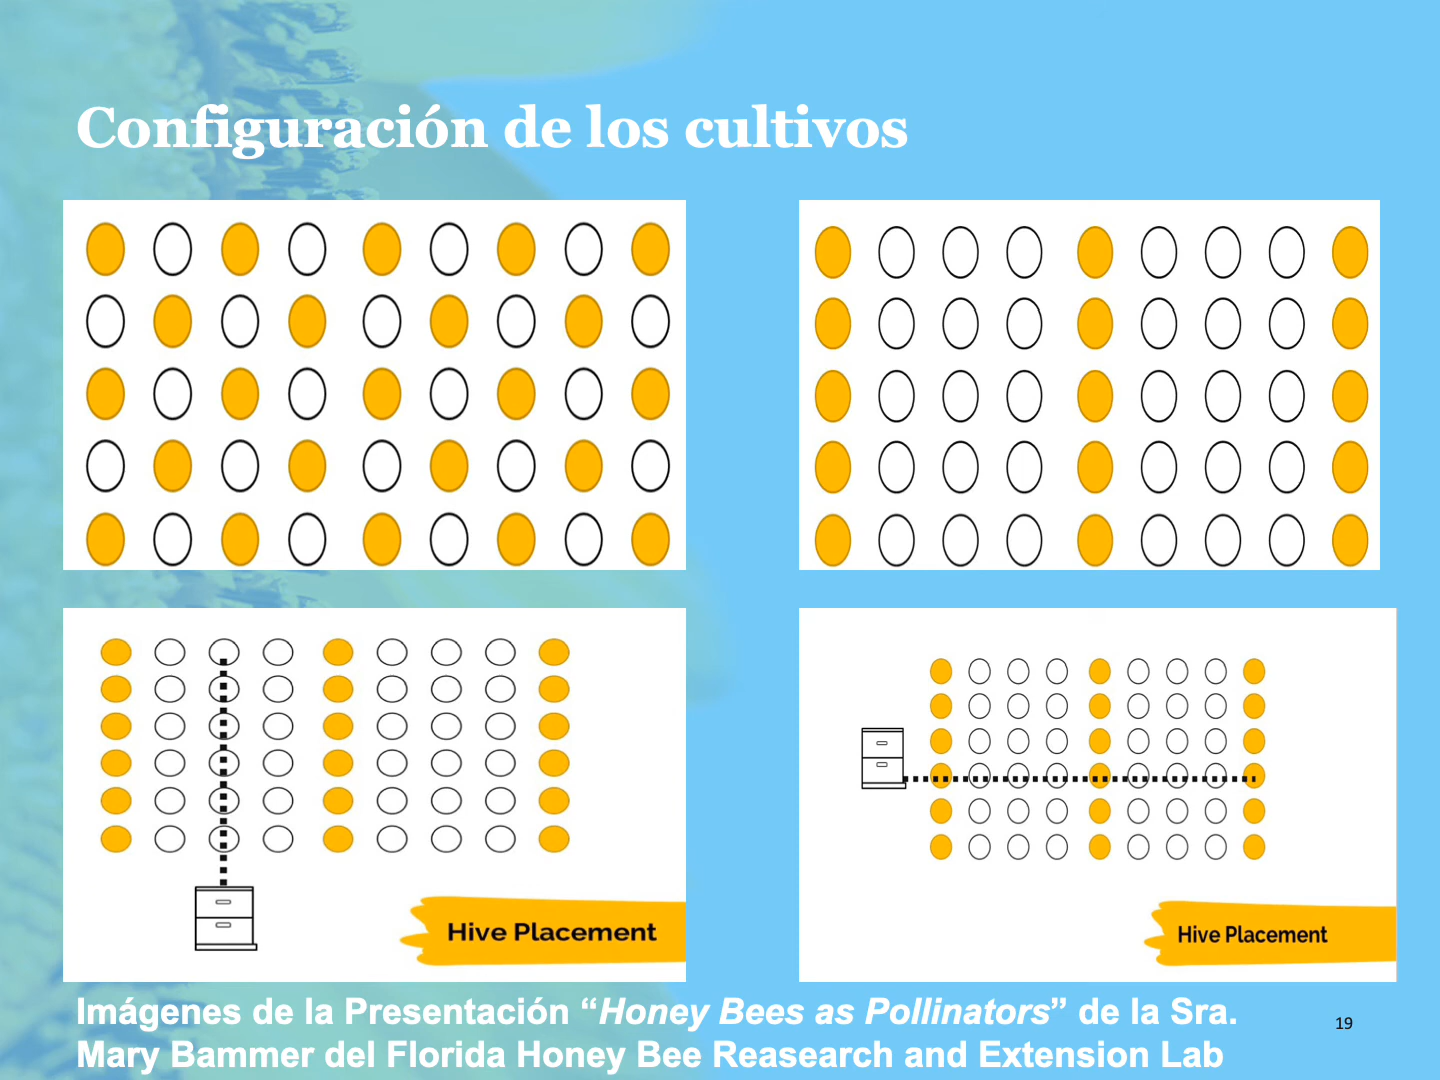 Configuración de los cultivos
Hive Placement
Hive Placement
Imágenes de la Presentación “Honey Bees as Pollinators” de la Sra.
Mary Bammer del Florida Honey Bee Reasearch and Extension Lab
19